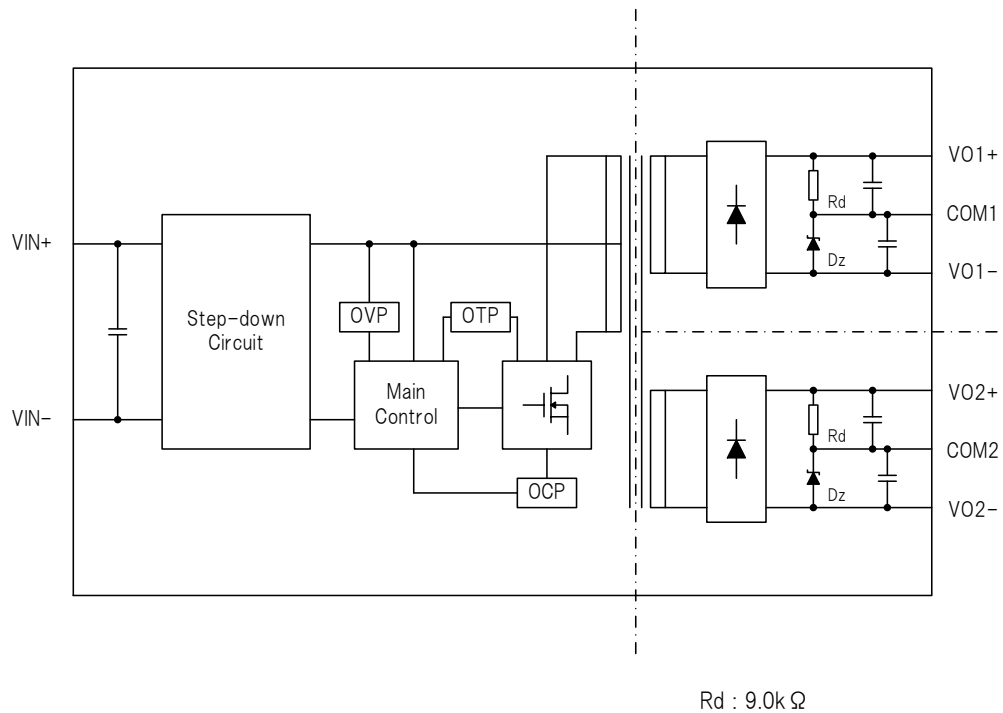 VO1+
Rd
COM1
VIN+
Dz
VO1-
OVP
OTP
Step-down
Circuit
Main
Control
VO2+
VIN-
Rd
COM2
OCP
Dz
VO2-
Rd : 9.0kΩ